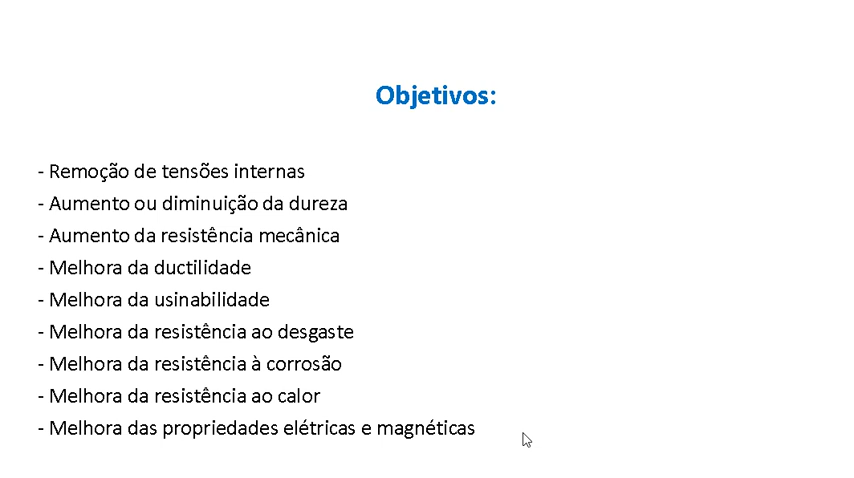 Objetivos:
- Remoção de tensões internas
- Aumento ou diminuição da dureza
- Aumento da resistência mecânica
- Melhora da ductilidade
- Melhora da usinabilidade
- Melhora da resistência ao desgaste
- Melhora da resistência à corrosão
- Melhora da resistência ao calor
- Melhora das propriedades elétricas e magnéticas